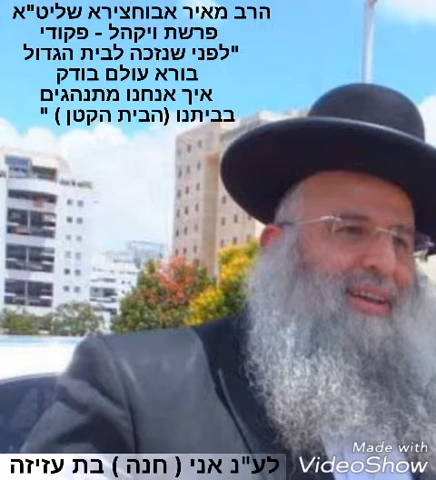 הרב מאיר אבוחצירא שליט"א
פרשת ויקהל - פקודי
"לפני שנזכה לבית הגדול
בורא עולם בודק
איך אנחנו מתנהגים
בביתנו (הבית הקטן ) "
לע"נ אני ( חנה ) בת עזיזה
Made with
VideoShow